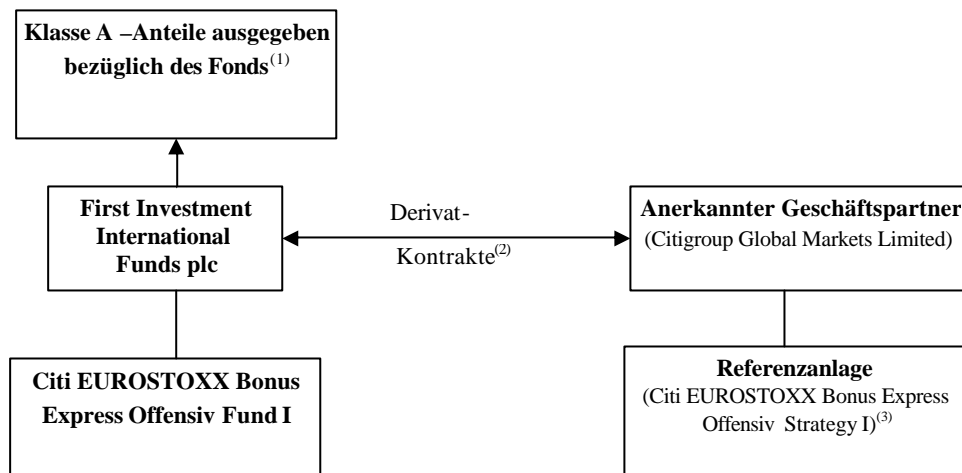 Klasse A –Anteile ausgegeben
bezüglich des Fonds(1)
First Investment
International
Funds plc
Derivat-
Kontrakte(2)
Anerkannter Geschäftspartner
(Citigroup Global Markets Limited)
Citi EUROSTOXX Bonus
Express Offensiv Fund I
Referenzanlage
(Citi EUROSTOXX Bonus Express
Offensiv Strategy I)(3)